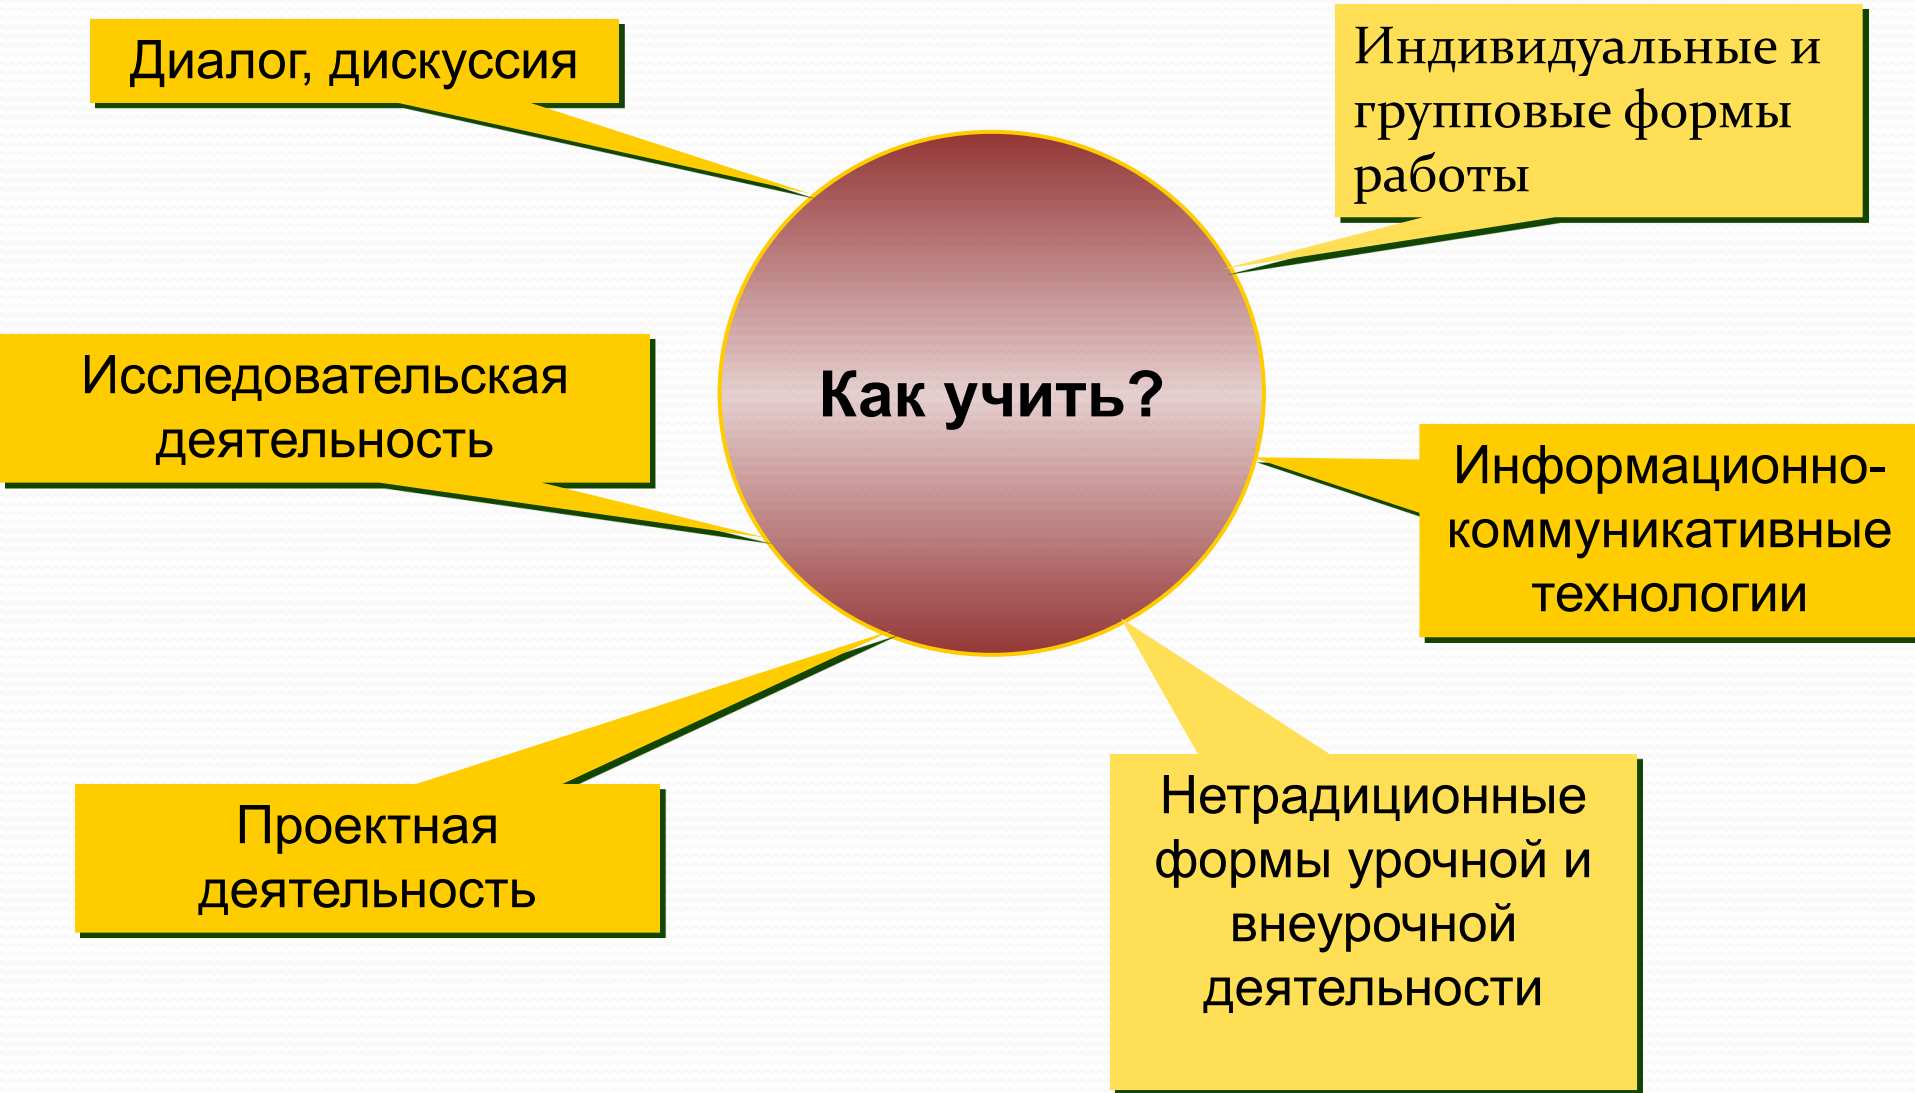 Диалог, дискуссия
Индивидуальные и
групповые формы
работы
Исследовательская
деятельность
Как учить?
Информационно-
коммуникативные
технологии
Проектная
деятельность
Нетрадиционные
формы урочной и
внеурочной
деятельности